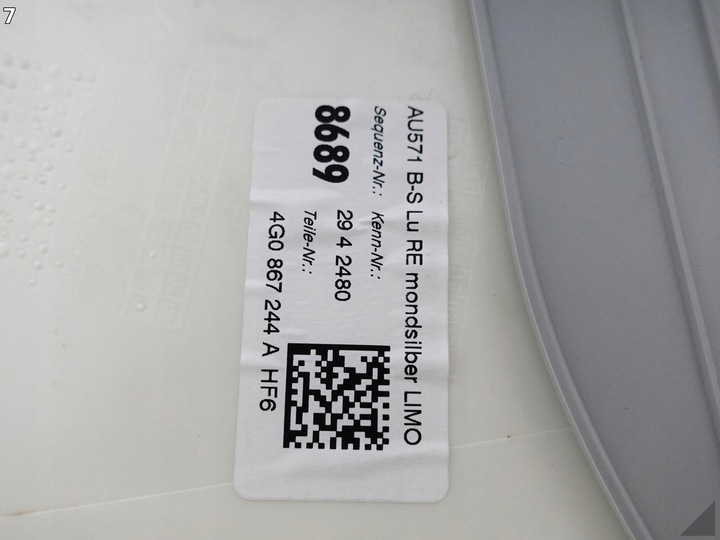 7
AU571 B-S Lu RE mondsilber LIMO
Sequenz-Nr.: Kenn-Nr.:
8689 29 4 2480
Teile-Nr.:
4G0 867 244 A HF6